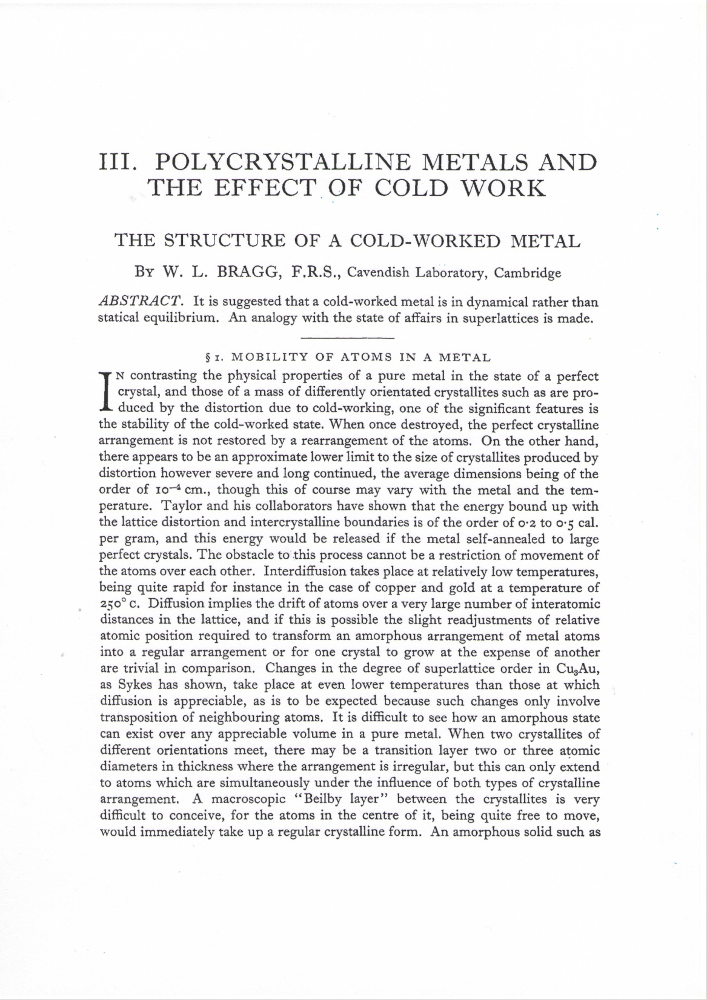 III. POLYCRYSTALLINE METALS AND
THE EFFECT OF COLD WORK
THE STRUCTURE OF A COLD-WORKED METAL
By W. L. BRAGG, F.R.S., Cavendish Laboratory, Cambridge
ABSTRACT. It is suggested that a cold-worked metal is in dynamical rather than
statical equilibrium. An analogy with the state of affairs in superlattices is made.
§ 1. MOBILITY OF ATOMS IN A METAL
IN contrasting the physical properties of a pure metal in the state of a perfect
crystal, and those of a mass of differently orientated crystallites such as are pro-
duced by the distortion due to cold-working, one of the significant features is
the stability of the cold-worked state. When once destroyed, the perfect crystalline
arrangement is not restored by a rearrangement of the atoms. On the other hand,
there appears to be an approximate lower limit to the size of crystallites produced by
distortion however severe and long continued, the average dimensions being of the
order of 10⁻⁴ cm., though this of course may vary with the metal and the tem-
perature. Taylor and his collaborators have shown that the energy bound up with
the lattice distortion and intercrystalline boundaries is of the order of 0·2 to 0·5 cal.
per gram, and this energy would be released if the metal self-annealed to large
perfect crystals. The obstacle to this process cannot be a restriction of movement of
the atoms over each other. Interdiffusion takes place at relatively low temperatures,
being quite rapid for instance in the case of copper and gold at a temperature of
250° c. Diffusion implies the drift of atoms over a very large number of interatomic
distances in the lattice, and if this is possible the slight readjustments of relative
atomic position required to transform an amorphous arrangement of metal atoms
into a regular arrangement or for one crystal to grow at the expense of another
are trivial in comparison. Changes in the degree of superlattice order in Cu₃Au,
as Sykes has shown, take place at even lower temperatures than those at which
diffusion is appreciable, as is to be expected because such changes only involve
transposition of neighbouring atoms. It is difficult to see how an amorphous state
can exist over any appreciable volume in a pure metal. When two crystallites of
different orientations meet, there may be a transition layer two or three atomic
diameters in thickness where the arrangement is irregular, but this can only extend
to atoms which are simultaneously under the influence of both types of crystalline
arrangement. A macroscopic “Beilby layer” between the crystallites is very
difficult to conceive, for the atoms in the centre of it, being quite free to move,
would immediately take up a regular crystalline form. An amorphous solid such as